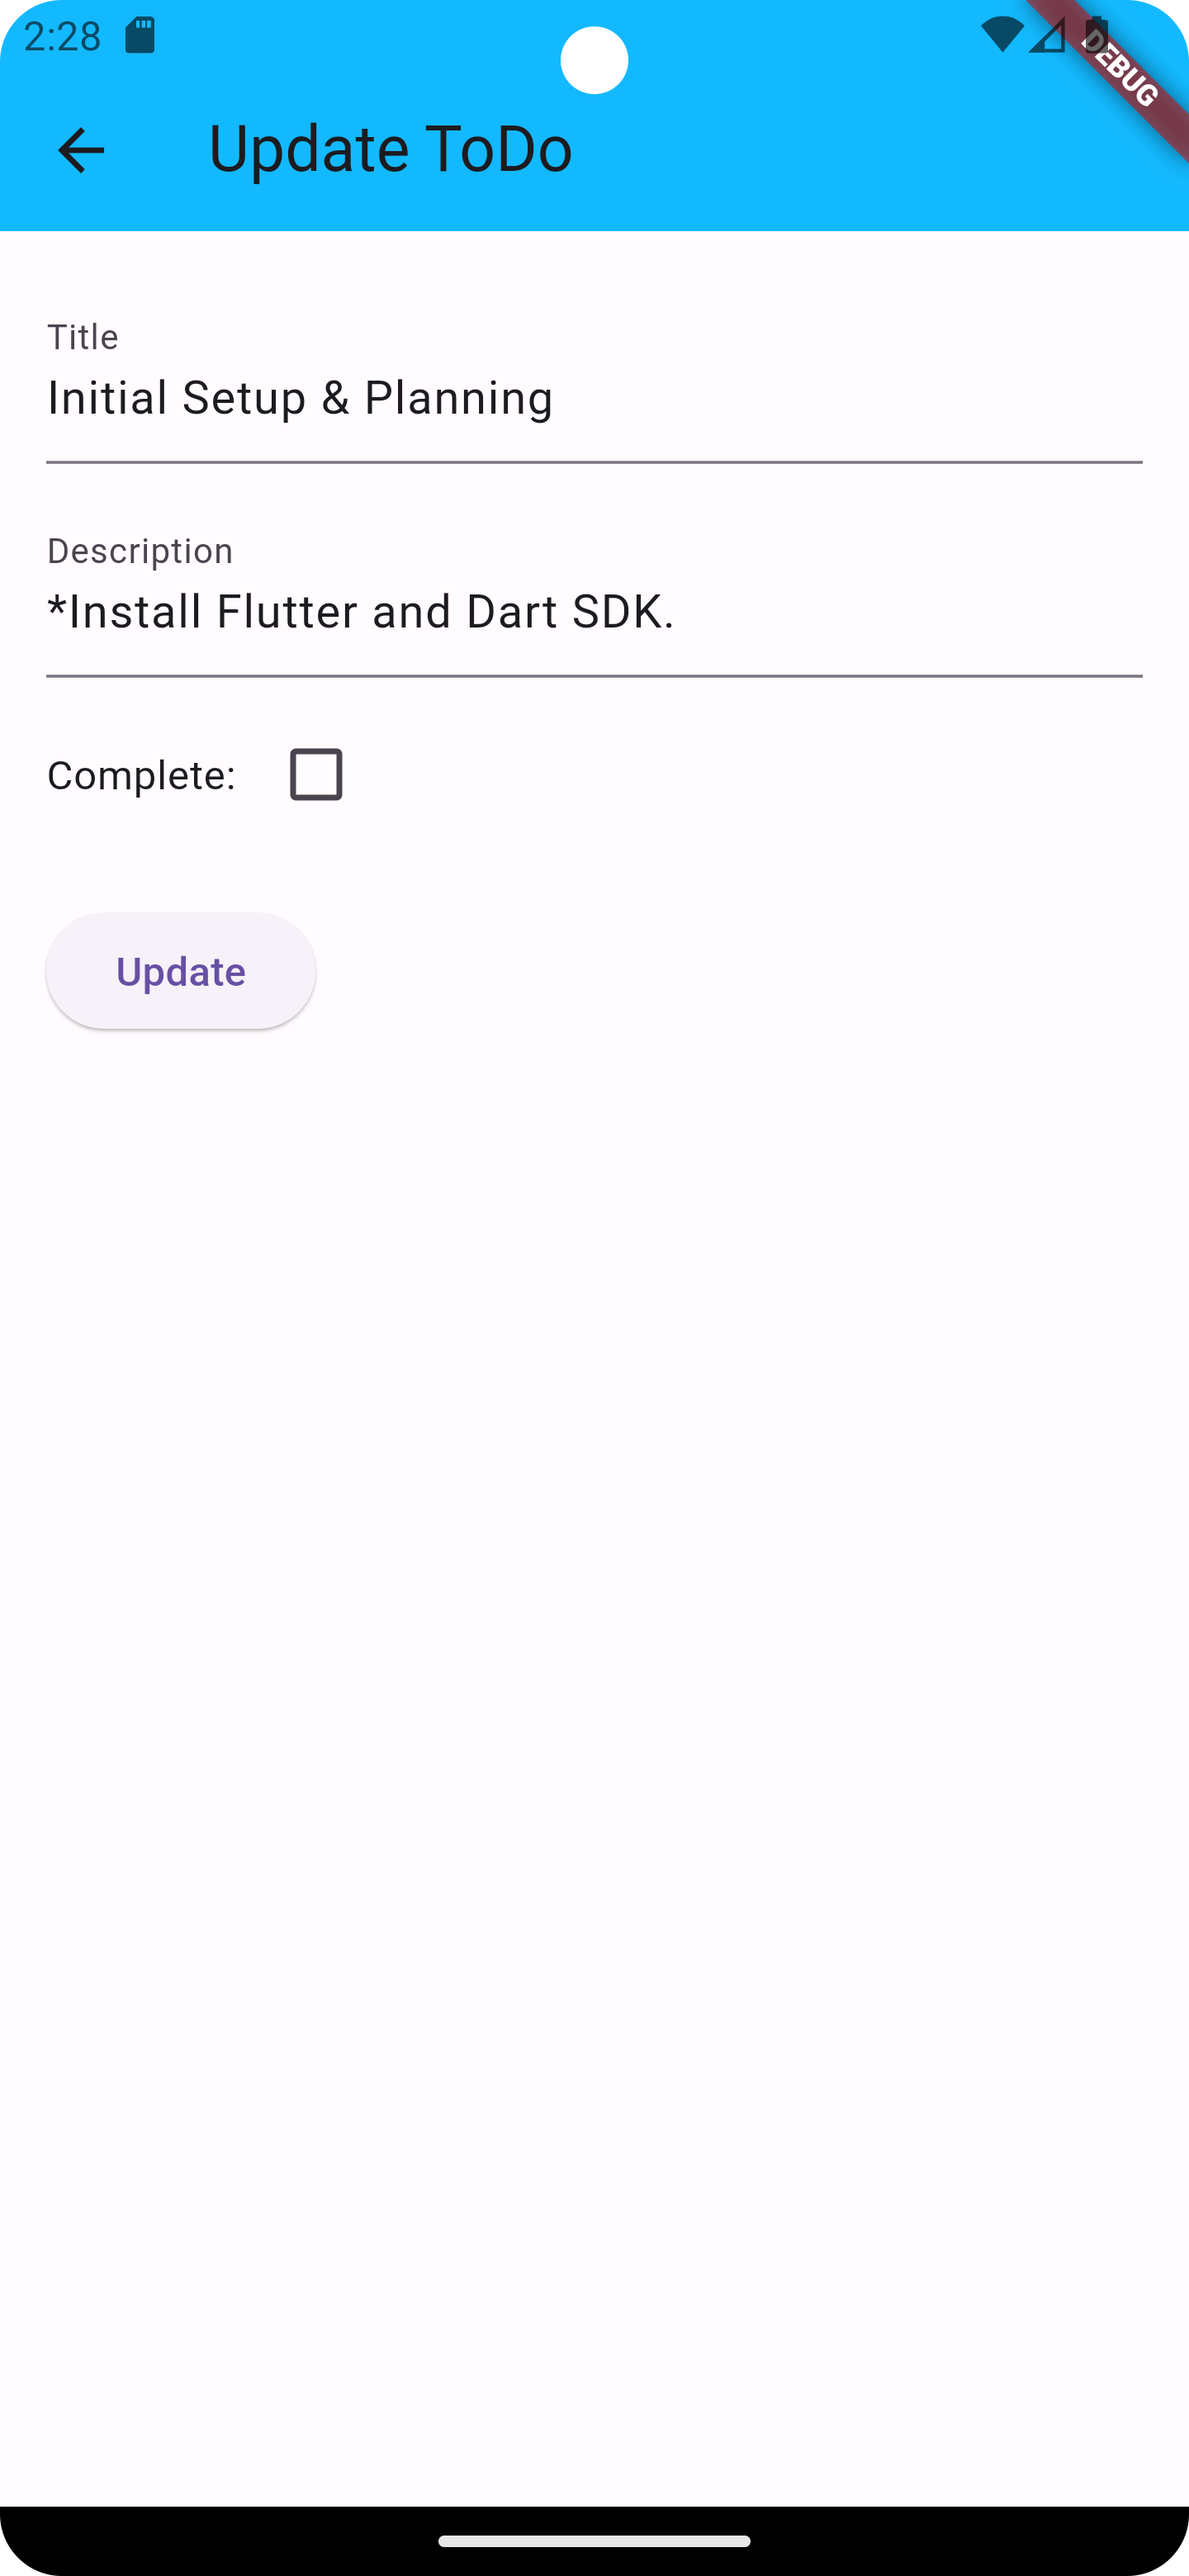 2:28
DEBUG
Update ToDo
Title
Initial Setup & Planning
Description
*Install Flutter and Dart SDK.
Complete:
Update